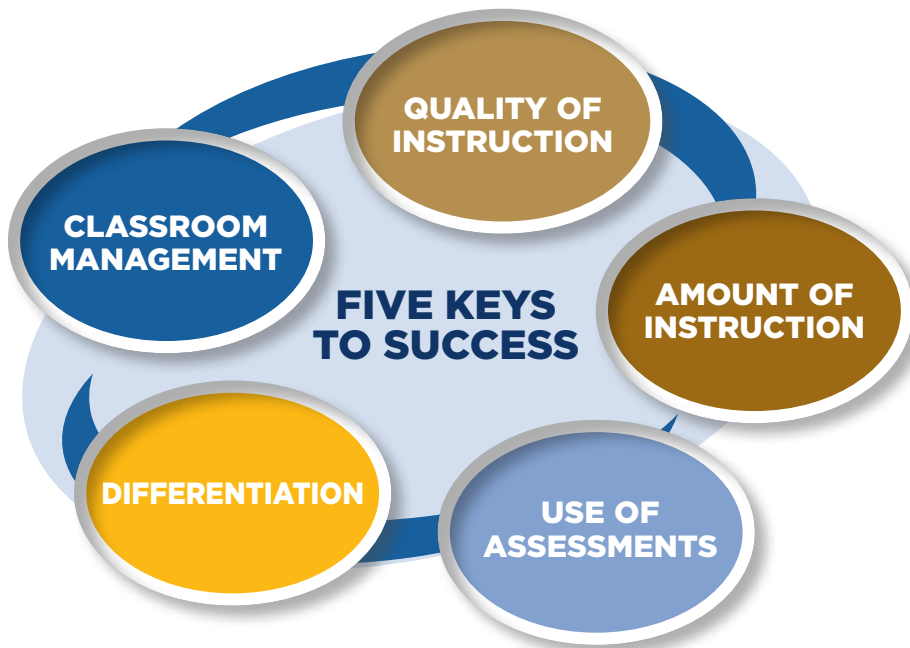 FIVE KEYS
TO SUCCESS
QUALITY OF
INSTRUCTION
AMOUNT OF
INSTRUCTION
USE OF
ASSESSMENTS
DIFFERENTIATION
CLASSROOM
MANAGEMENT